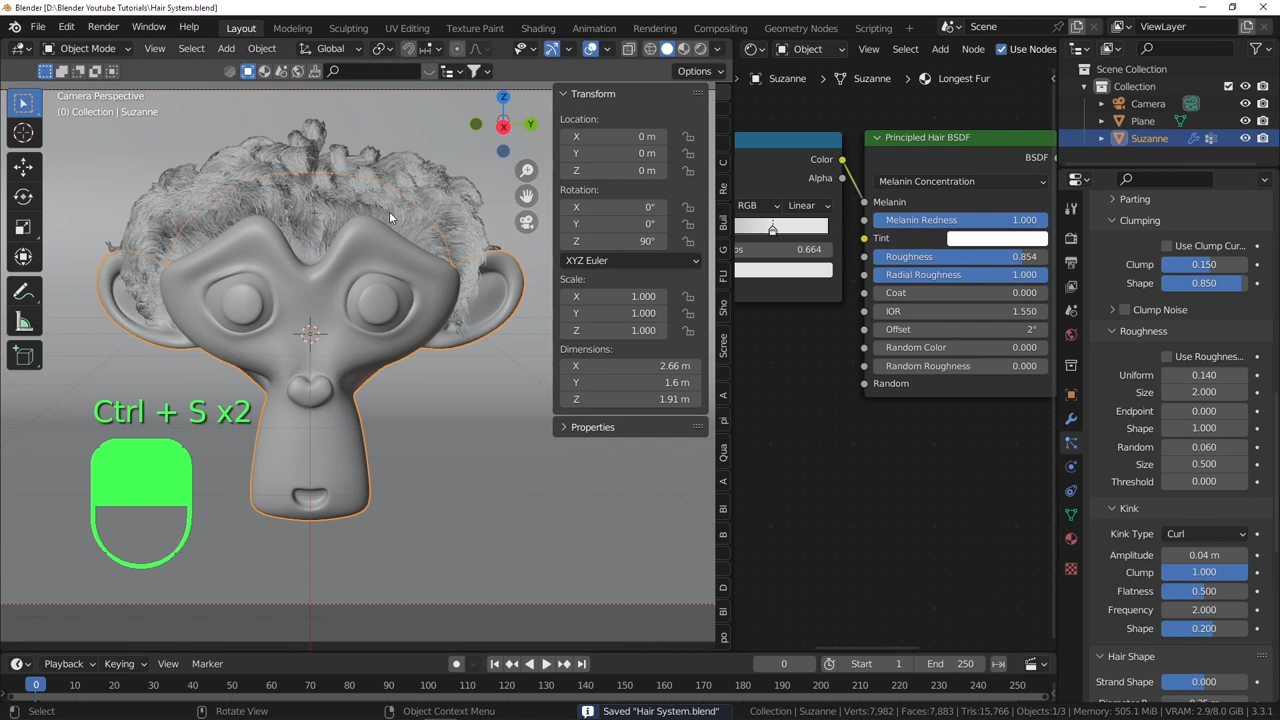 Blender [D:\Blender Youtube Tutorials\Hair System.blend]
File Edit Render Window Help Layout Modeling Sculpting UV Editing Texture Paint Shading Animation Rendering Compositing Geometry Nodes Scripting Scene ViewLayer
Object Mode View Select Add Object Global Object View Select Add Node Use Nodes
Options
Camera Perspective
(0) Collection | Suzanne
Z
Y
X
Transform
Location:
X 0 m
Y 0 m
Z 0 m
Rotation:
X 0°
Y 0°
Z 90°
XYZ Euler
Scale:
X 1.000
Y 1.000
Z 1.000
Dimensions:
X 2.66 m
Y 1.6 m
Z 1.91 m
Properties
C
Re
Buil
G
FLI
Sho
Scree
A
pi
Qua
A
Bl
B
D
Bl
po
Suzanne Suzanne Longest Fur
Color
Alpha
RGB Linear
os 0.664
Principled Hair BSDF
BSDF
Melanin Concentration
Melanin
Melanin Redness 1.000
Tint
Roughness 0.854
Radial Roughness 1.000
Coat 0.000
IOR 1.550
Offset 2°
Random Color 0.000
Random Roughness 0.000
Random
Scene Collection
Collection
Camera
Plane
Suzanne
Parting
Clumping
Use Clump Cur...
Clump 0.150
Shape 0.850
Clump Noise
Roughness
Use Roughnes...
Uniform 0.140
Size 2.000
Endpoint 0.000
Shape 1.000
Random 0.060
Size 0.500
Threshold 0.000
Kink
Kink Type Curl
Amplitude 0.04 m
Clump 1.000
Flatness 0.500
Frequency 2.000
Shape 0.200
Hair Shape
Strand Shape 0.000
Ctrl + S x2
Playback Keying View Marker 0 Start 1 End 250
0 10 20 30 40 50 60 70 80 90 100 110 120 130 140 150 160 170 180 190 200 210 220 230 240 250
Select Rotate View Object Context Menu Saved "Hair System.blend" Collection | Suzanne | Verts:7,982 | Faces:7,883 | Tris:15,766 | Objects:1/3 | Memory: 505.1 MiB | VRAM: 2.9/8.0 GiB | 3.3.1